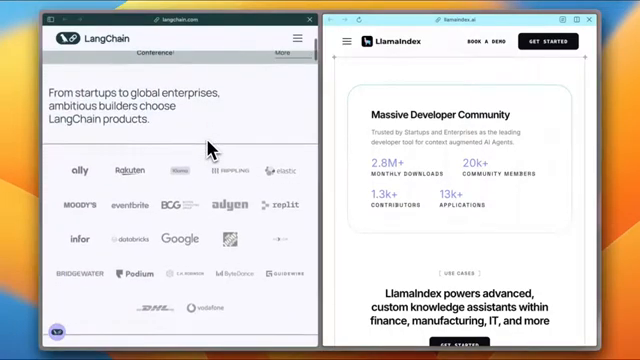 langchain.com
LangChain
Conference!
More
From startups to global enterprises,
ambitious builders choose
LangChain products.
ally
Rakuten
RIPPLING
elastic
MOODY'S
eventbrite
BCG
adyen
replit
infor
databricks
Google
BRIDGEWATER
Podium
C.H. ROBINSON
ByteDance
GUIDEWIRE
DHL
vodafone
llamaindex.ai
LlamaIndex
BOOK A DEMO
GET STARTED
Massive Developer Community
Trusted by Startups and Enterprises as the leading
developer tool for context augmented AI Agents.
2.8M+ 20k+
MONTHLY DOWNLOADS COMMUNITY MEMBERS
1.3k+ 13k+
CONTRIBUTORS APPLICATIONS
[ USE CASES ]
LlamaIndex powers advanced,
custom knowledge assistants within
finance, manufacturing, IT, and more
GET STARTED